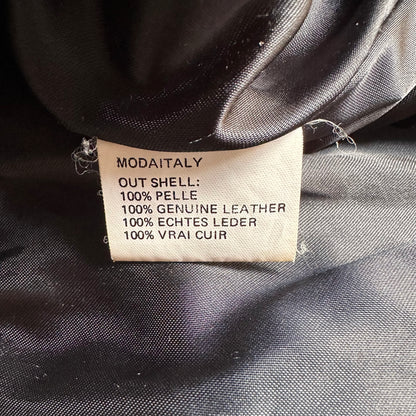 MODAITALY
OUT SHELL:
100% PELLE
100% GENUINE LEATHER
100% ECHTES LEDER
100% VRAI CUIR